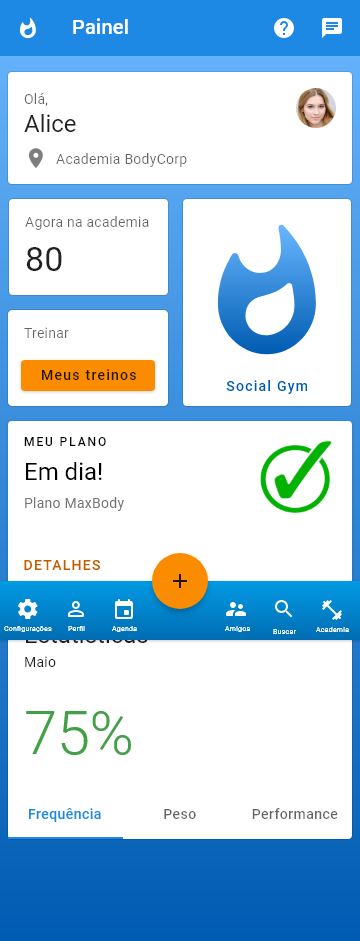 Painel
Olá,
Alice
Academia BodyCorp
Agora na academia
80
Treinar
Meus treinos
Social Gym
MEU PLANO
Em dia!
Plano MaxBody
DETALHES
Configurações Perfil Agenda Amigos Buscar Academia
Estatísticas
Maio
75%
Frequência Peso Performance